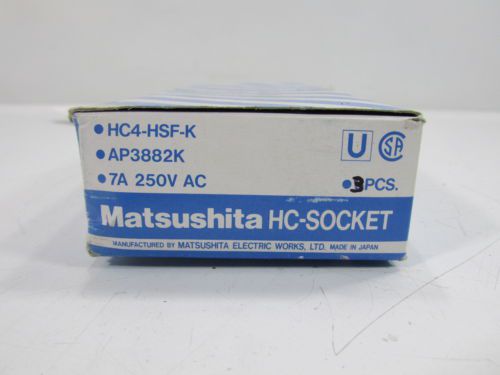 •HC4-HSF-K
•AP3882K
•7A 250V AC
U SA
•3PCS.
Matsushita HC-SOCKET
MANUFACTURED BY MATSUSHITA ELECTRIC WORKS, LTD. MADE IN JAPAN